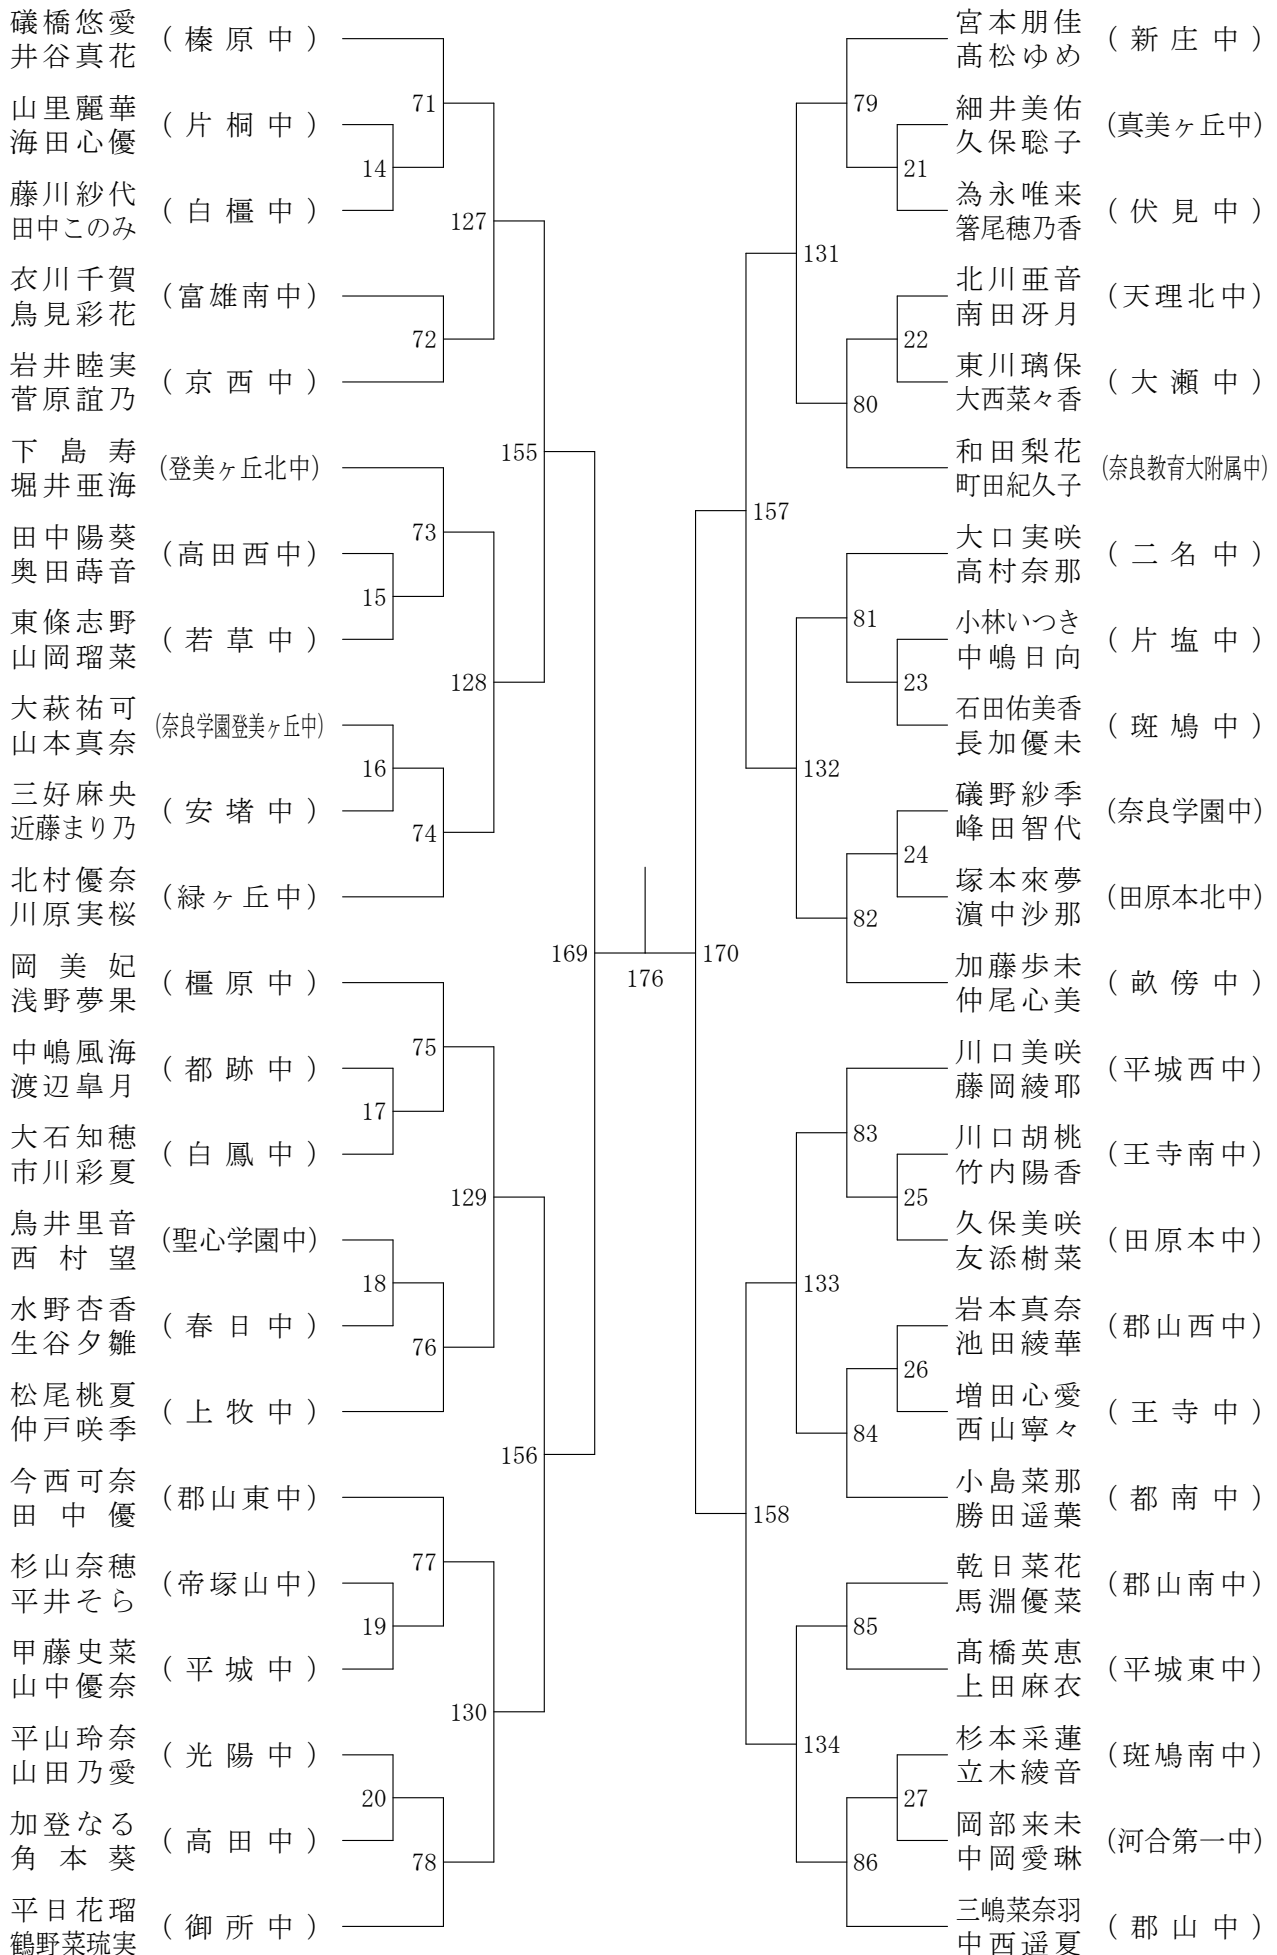 礒橋悠愛
井谷真花
(榛原中)
山里麗華
海田心優
(片桐中)
藤川紗代
田中このみ
(白橿中)
衣川千賀
鳥見彩花
(富雄南中)
岩井睦実
菅原誼乃
(京西中)
下島寿
堀井亜海
(登美ヶ丘北中)
田中陽葵
奥田蒔音
(高田西中)
東條志野
山岡瑠菜
(若草中)
大萩祐可
山本真奈
(奈良学園登美ヶ丘中)
三好麻央
近藤まり乃
(安堵中)
北村優奈
川原実桜
(緑ヶ丘中)
岡美妃
浅野夢果
(橿原中)
中嶋風海
渡辺皐月
(都跡中)
大石知穂
市川彩夏
(白鳳中)
鳥井里音
西村望
(聖心学園中)
水野杏香
生谷夕雛
(春日中)
松尾桃夏
仲戸咲季
(上牧中)
今西可奈
田中優
(郡山東中)
杉山奈穂
平井そら
(帝塚山中)
甲藤史菜
山中優奈
(平城中)
平山玲奈
山田乃愛
(光陽中)
加登なる
角本葵
(高田中)
平日花瑠
鶴野菜琉実
(御所中)
14
15
16
17
18
19
20
71
72
73
74
75
76
77
78
127
128
129
130
155
156
169
176
170
157
158
131
132
133
134
79
80
81
82
83
84
85
86
21
22
23
24
25
26
27
宮本朋佳
髙松ゆめ
(新庄中)
細井美佑
久保聡子
(真美ヶ丘中)
為永唯来
箸尾穂乃香
(伏見中)
北川亜音
南田冴月
(天理北中)
東川璃保
大西菜々香
(大瀬中)
和田梨花
町田紀久子
(奈良教育大附属中)
大口実咲
高村奈那
(二名中)
小林いつき
中嶋日向
(片塩中)
石田佑美香
長加優未
(斑鳩中)
礒野紗季
峰田智代
(奈良学園中)
塚本來夢
濵中沙那
(田原本北中)
加藤歩未
仲尾心美
(畝傍中)
川口美咲
藤岡綾耶
(平城西中)
川口胡桃
竹内陽香
(王寺南中)
久保美咲
友添樹菜
(田原本中)
岩本真奈
池田綾華
(郡山西中)
増田心愛
西山寧々
(王寺中)
小島菜那
勝田遥葉
(都南中)
乾日菜花
馬淵優菜
(郡山南中)
髙橋英恵
上田麻衣
(平城東中)
杉本采蓮
立木綾音
(斑鳩南中)
岡部来未
中岡愛琳
(河合第一中)
三嶋菜奈羽
中西遥夏
(郡山中)